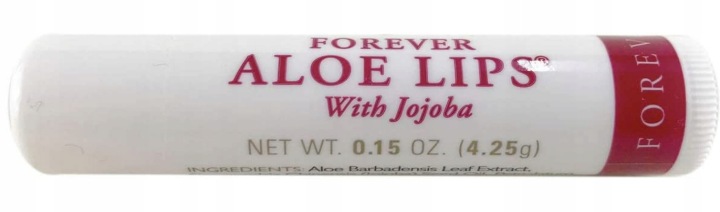 FOREVER
ALOE LIPS®
With Jojoba
NET WT. 0.15 OZ. (4.25g)
INGREDIENTS: Aloe Barbadensis Leaf Extract,
FOREV